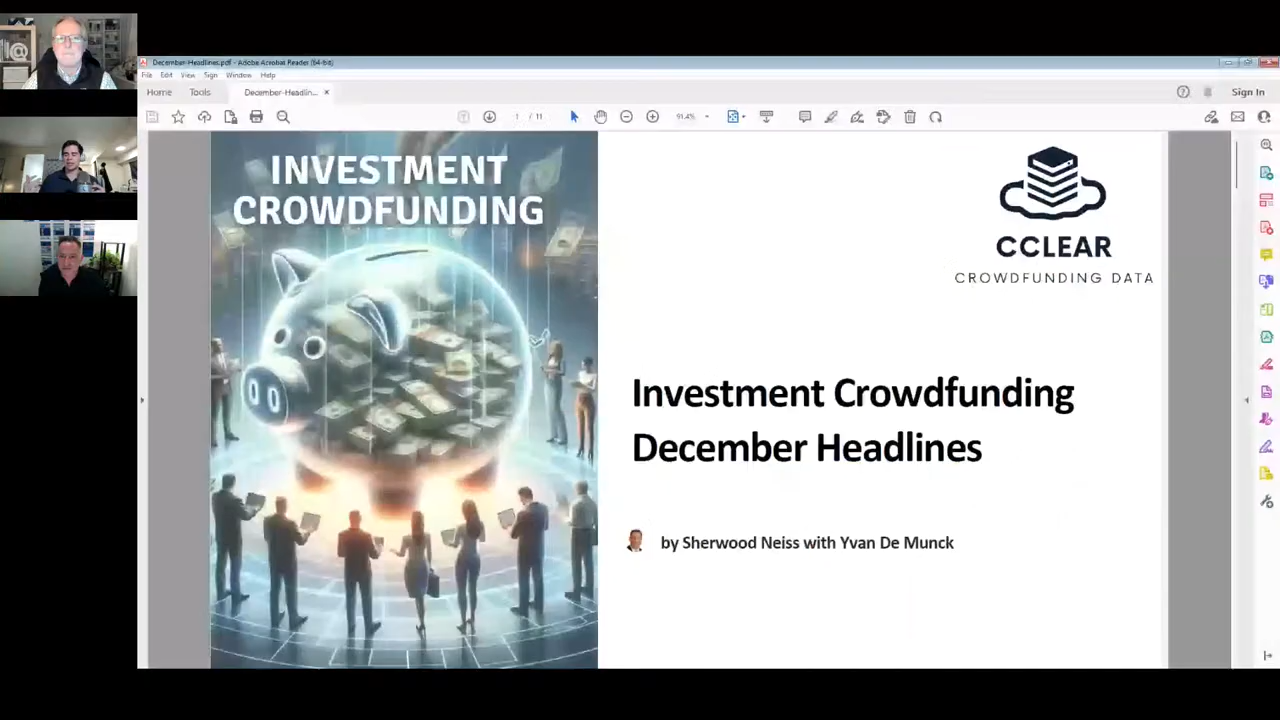 December-Headlines.pdf - Adobe Acrobat Reader (64-bit)
File Edit View Sign Window Help
Home Tools December-Headlin... × Sign In
1 / 11 91.4%
INVESTMENT
CROWDFUNDING
CCLEAR
CROWDFUNDING DATA
Investment Crowdfunding
December Headlines
by Sherwood Neiss with Yvan De Munck